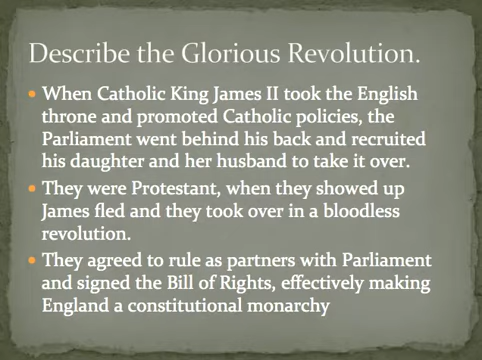 Describe the Glorious Revolution.
• When Catholic King James II took the English
throne and promoted Catholic policies, the
Parliament went behind his back and recruited
his daughter and her husband to take it over.
• They were Protestant, when they showed up
James fled and they took over in a bloodless
revolution.
• They agreed to rule as partners with Parliament
and signed the Bill of Rights, effectively making
England a constitutional monarchy